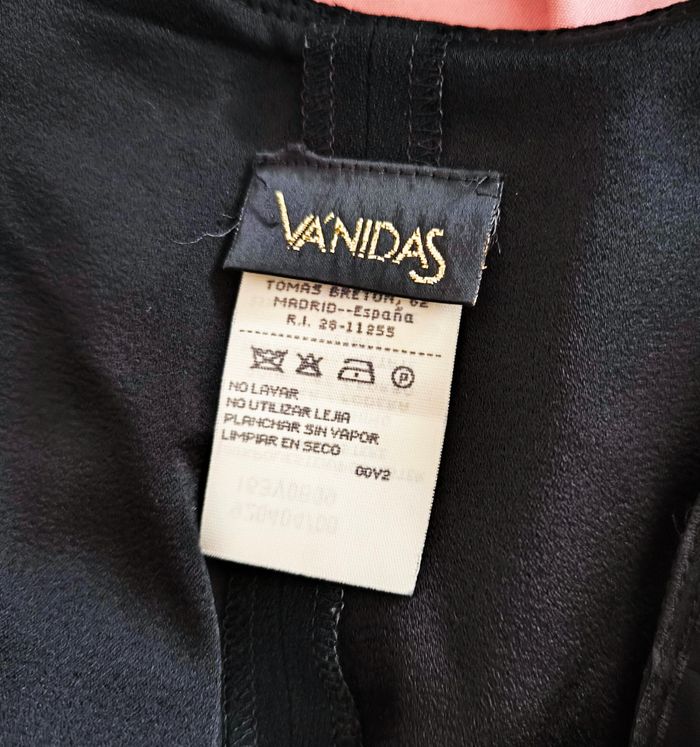 VA'NIDAS
TOMAS BRETON, 62
MADRID--España
R.I. 28-11255
NO LAVAR
NO UTILIZAR LEJIA
PLANCHAR SIN VAPOR
LIMPIAR EN SECO
00V2